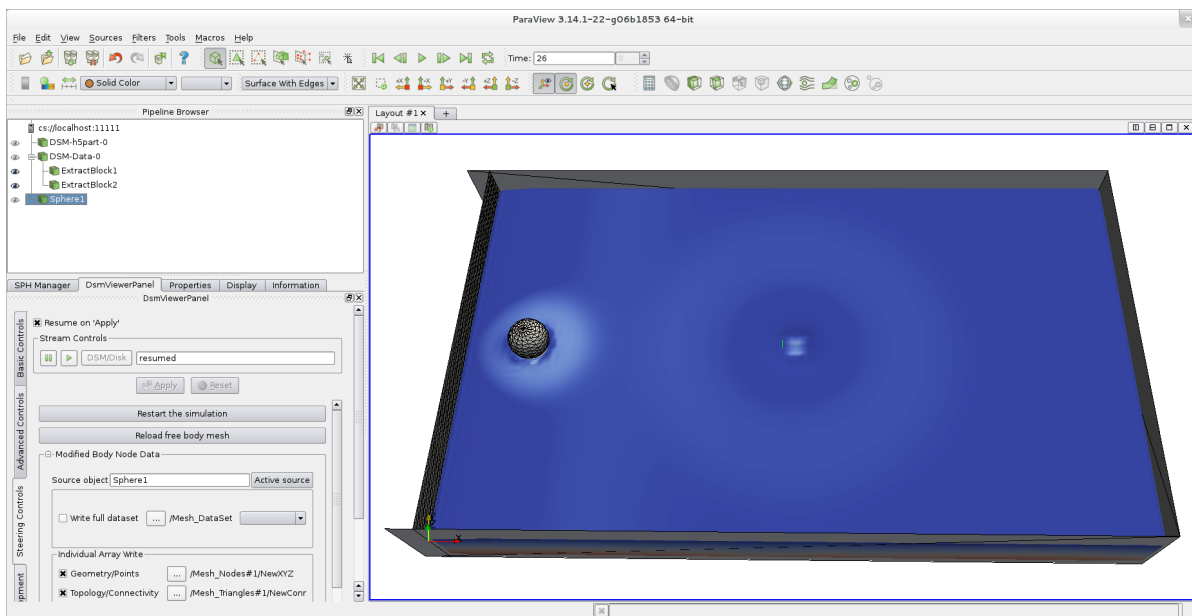 ParaView 3.14.1-22-g06b1853 64-bit
File Edit View Sources Filters Tools Macros Help
Time: 26 0
Solid Color Surface With Edges
Pipeline Browser
Layout #1 +
cs://localhost:11111
DSM-h5part-0
DSM-Data-0
ExtractBlock1
ExtractBlock2
Sphere1
SPH Manager DsmViewerPanel Properties Display Information
DsmViewerPanel
Basic Controls
Advanced Controls
Steering Controls
Resume on 'Apply'
Stream Controls
DSM/Disk resumed
Apply Reset
Restart the simulation
Reload free body mesh
Modified Body Node Data
Source object Sphere1 Active source
Write full dataset ... /Mesh_DataSet
Individual Array Write
Geometry/Points ... /Mesh_Nodes#1/NewXYZ
Topology/Connectivity ... /Mesh_Triangles#1/NewConr
X